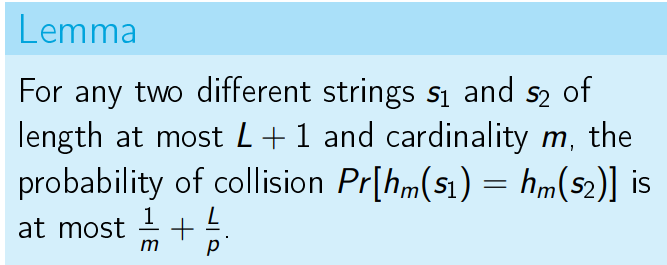 Lemma
For any two different strings s₁ and s₂ of
length at most L + 1 and cardinality m, the
probability of collision Pr[hₘ(s₁) = hₘ(s₂)] is
at most 1/m + L/p.